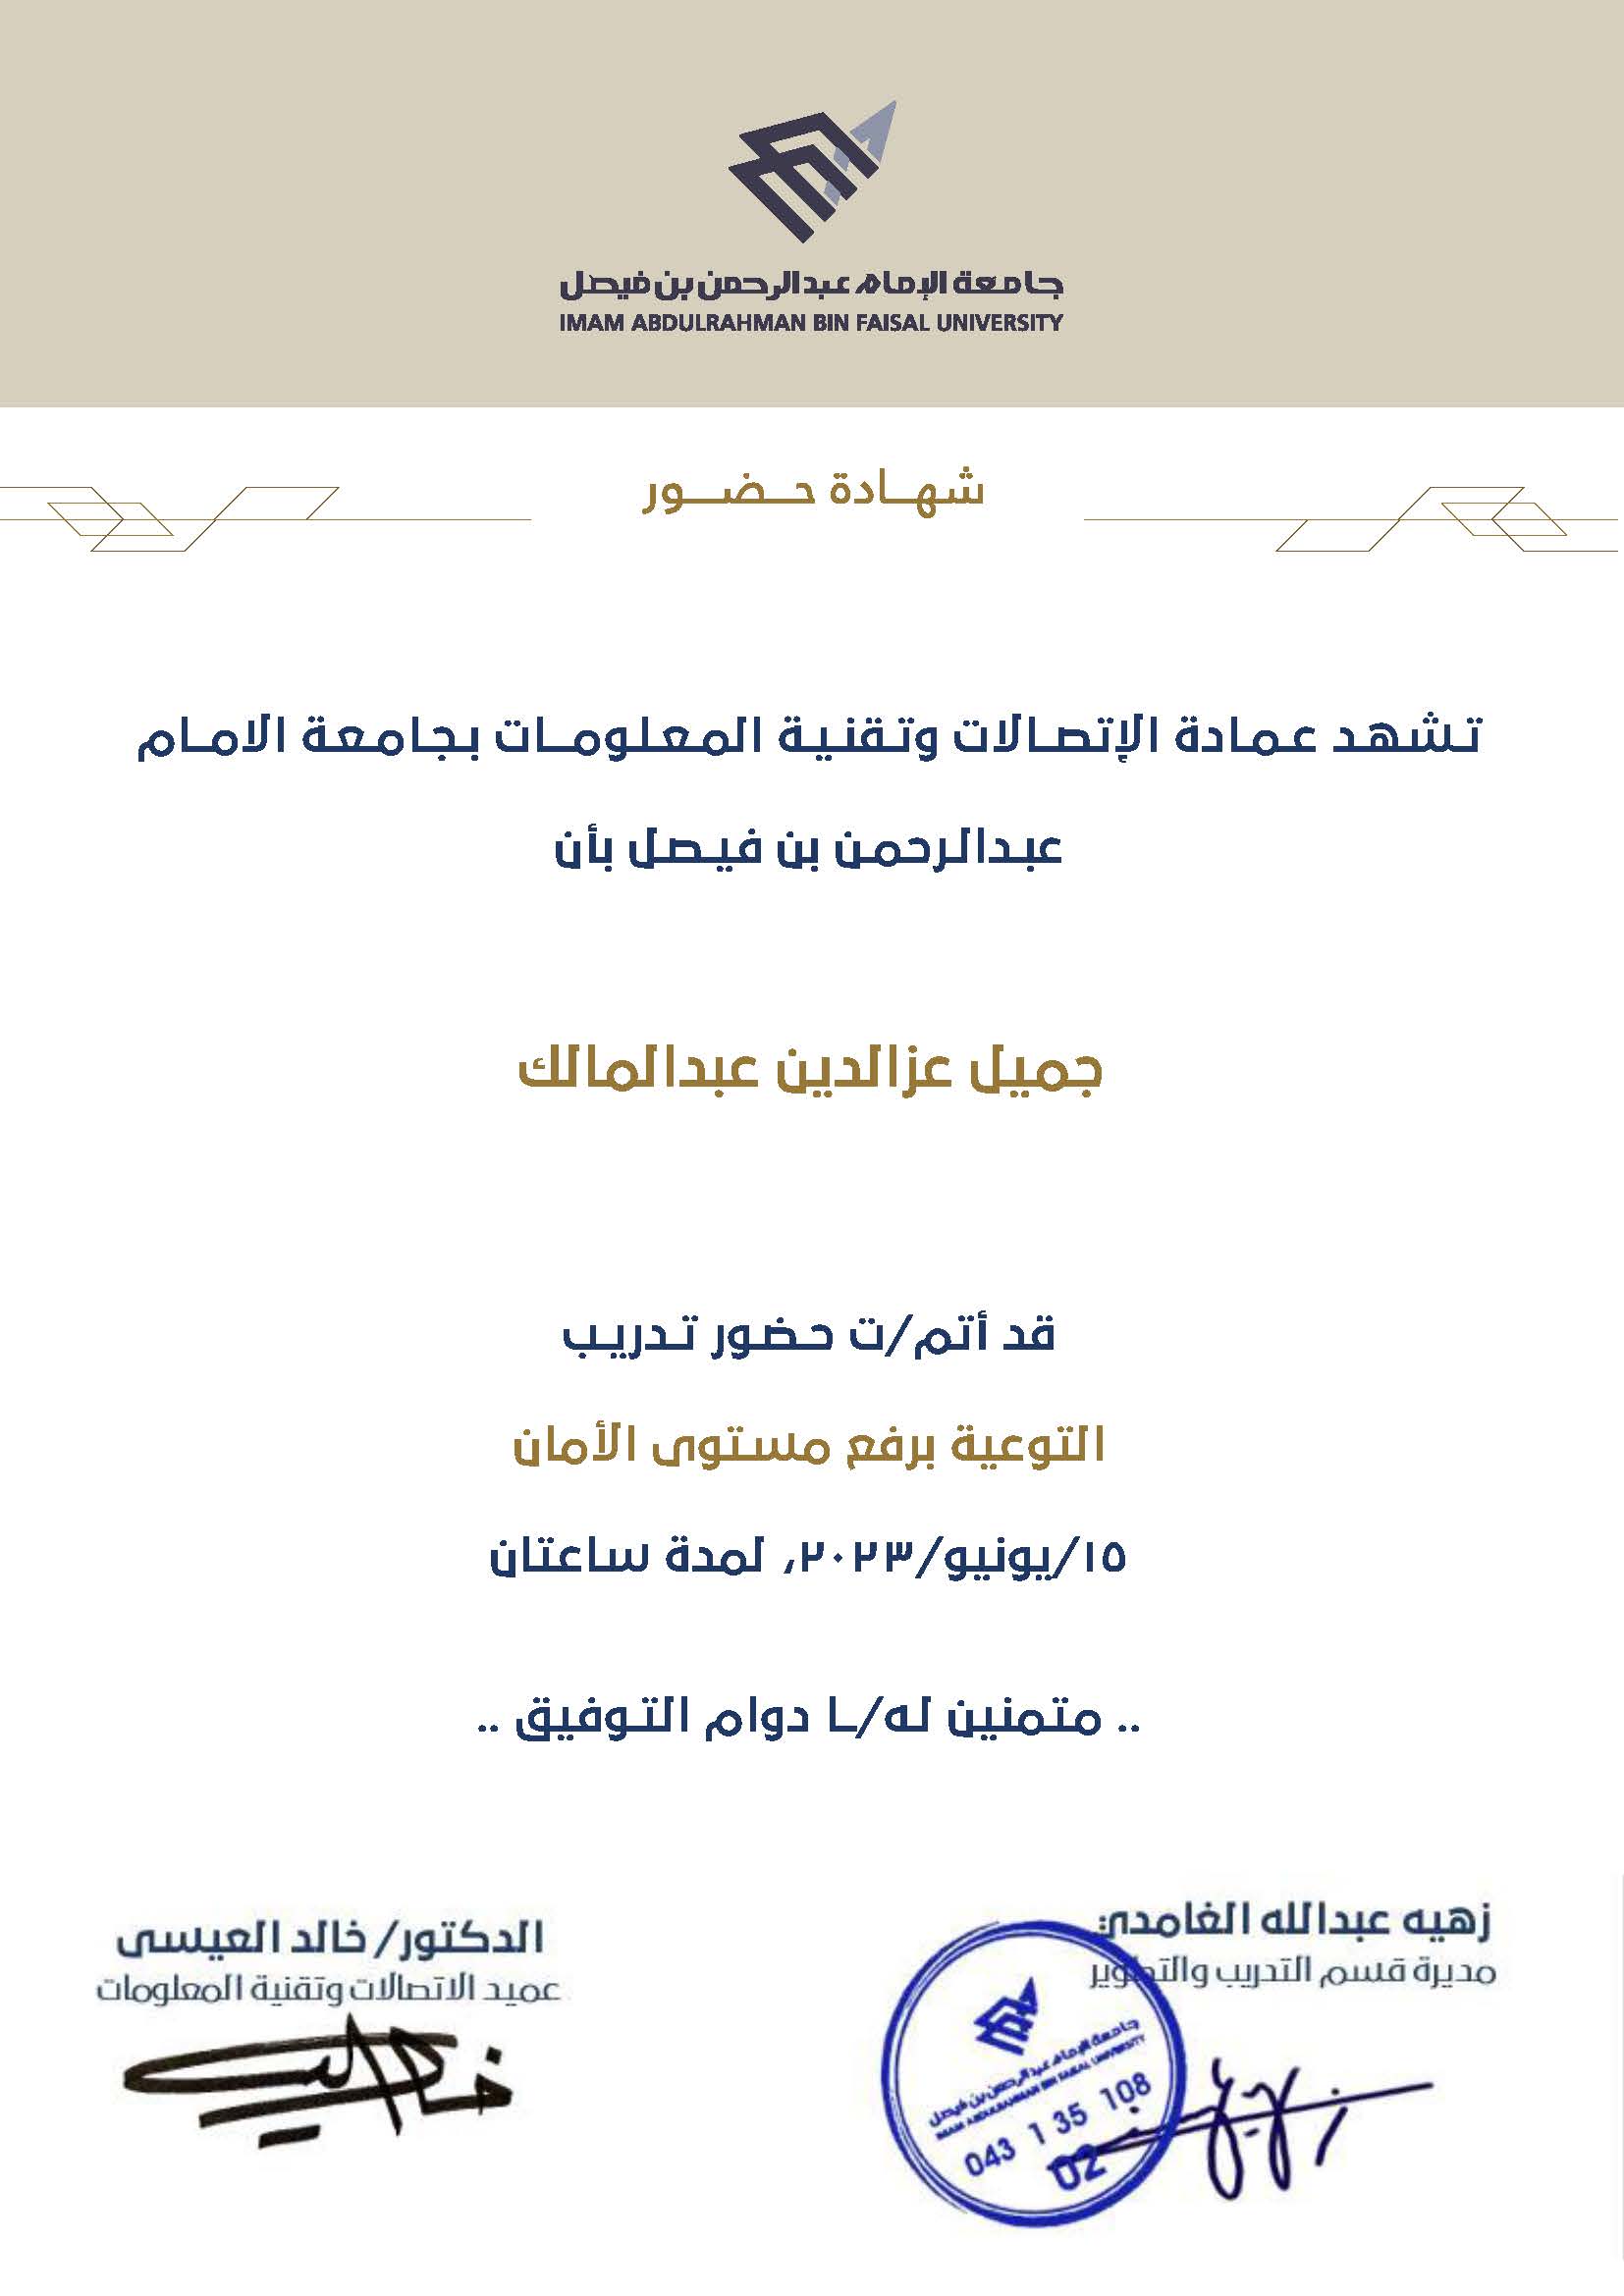 جامعة الإمام عبدالرحمن بن فيصل
IMAM ABDULRAHMAN BIN FAISAL UNIVERSITY
شهـادة حـضـور
تشهد عمادة الإتصالات وتقنية المعلومات بجامعة الامام
عبدالرحمن بن فيصل بأن
جميل عزالدين عبدالمالك
قد أتم/ت حضور تدريب
التوعية برفع مستوى الأمان
١٥/يونيو/٢٠٢٣، لمدة ساعتان
.. متمنين له/ـا دوام التوفيق ..
زهيه عبدالله الغامدي
مديرة قسم التدريب والتطوير
جامعة الإمام عبدالرحمن بن فيصل
IMAM ABDULRAHMAN BIN FAISAL UNIVERSITY
043 1 35 108
02
الدكتور/ خالد العيسى
عميد الاتصالات وتقنية المعلومات